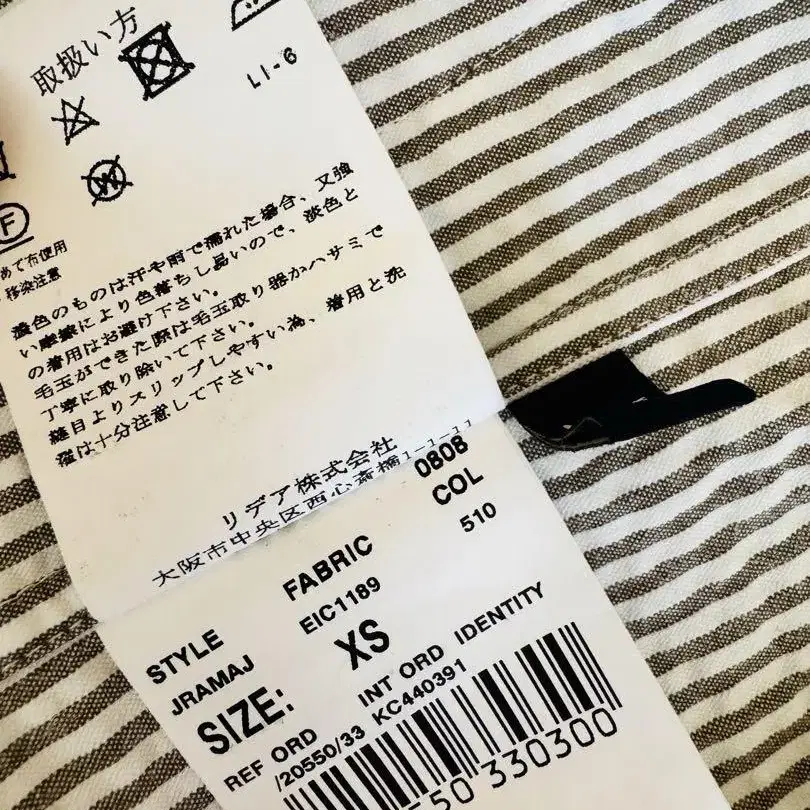 取扱い方
LI-6
W
F
あて布使用
移染注意
濃色のものは汗や雨で濡れた場合、又強
い摩擦により色落ちし易いので、淡色と
の着用はお避け下さい。
毛玉ができた際は毛玉取り器かハサミで
丁寧に取り除いて下さい。
縫目よりスリップしやすい為、着用と洗
濯は十分注意して下さい。
リデア株式会社
大阪市中央区西心斎橋1-1-11
0808
STYLE FABRIC COL
JRAMAJ EIC1189 510
SIZE: XS
REF ORD INT ORD IDENTITY
/20550/33 KC440391
50 330300